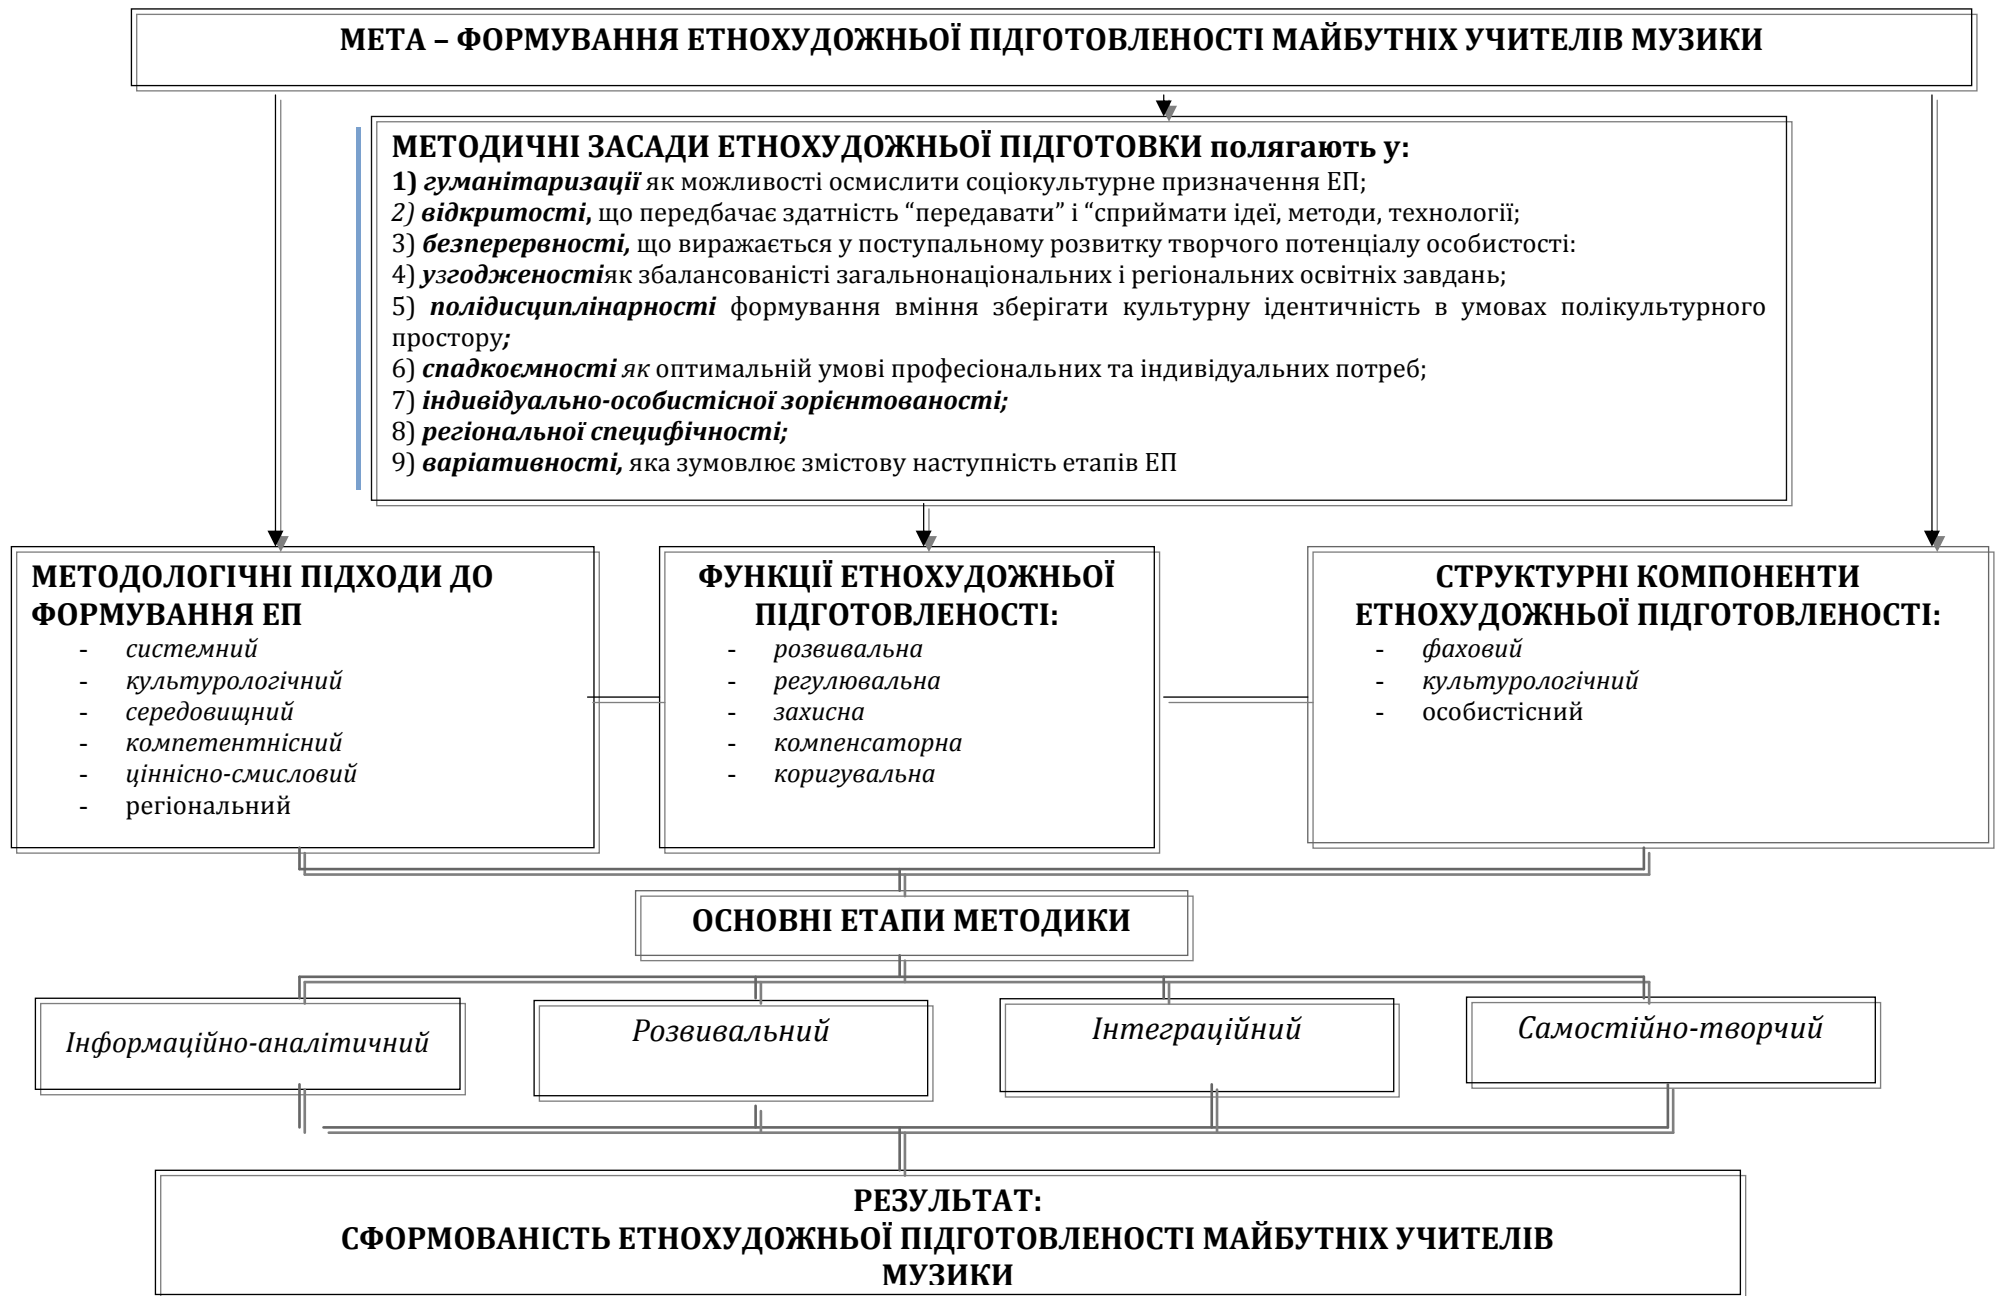 МЕТА – ФОРМУВАННЯ ЕТНОХУДОЖНЬОЇ ПІДГОТОВЛЕНОСТІ МАЙБУТНІХ УЧИТЕЛІВ МУЗИКИ
МЕТОДИЧНІ ЗАСАДИ ЕТНОХУДОЖНЬОЇ ПІДГОТОВКИ полягають у:
1) гуманітаризації як можливості осмислити соціокультурне призначення ЕП;
2) відкритості, що передбачає здатність “передавати” і “сприймати ідеї, методи, технології;
3) безперервності, що виражається у поступальному розвитку творчого потенціалу особистості:
4) узгодженостіяк збалансованісті загальнонаціональних і регіональних освітніх завдань;
5) полідисциплінарності формування вміння зберігати культурну ідентичність в умовах полікультурного
простору;
6) спадкоємності як оптимальній умові професіональних та індивідуальних потреб;
7) індивідуально-особистісної зорієнтованості;
8) регіональної специфічності;
9) варіативності, яка зумовлює змістову наступність етапів ЕП
МЕТОДОЛОГІЧНІ ПІДХОДИ ДО
ФОРМУВАННЯ ЕП
- системний
- культурологічний
- середовищний
- компетентнісний
- ціннісно-смисловий
- регіональний
ФУНКЦІЇ ЕТНОХУДОЖНЬОЇ
ПІДГОТОВЛЕНОСТІ:
- розвивальна
- регулювальна
- захисна
- компенсаторна
- коригувальна
СТРУКТУРНІ КОМПОНЕНТИ
ЕТНОХУДОЖНЬОЇ ПІДГОТОВЛЕНОСТІ:
- фаховий
- культурологічний
- особистісний
ОСНОВНІ ЕТАПИ МЕТОДИКИ
Інформаційно-аналітичний
Розвивальний
Інтеграційний
Самостійно-творчий
РЕЗУЛЬТАТ:
СФОРМОВАНІСТЬ ЕТНОХУДОЖНЬОЇ ПІДГОТОВЛЕНОСТІ МАЙБУТНІХ УЧИТЕЛІВ
МУЗИКИ